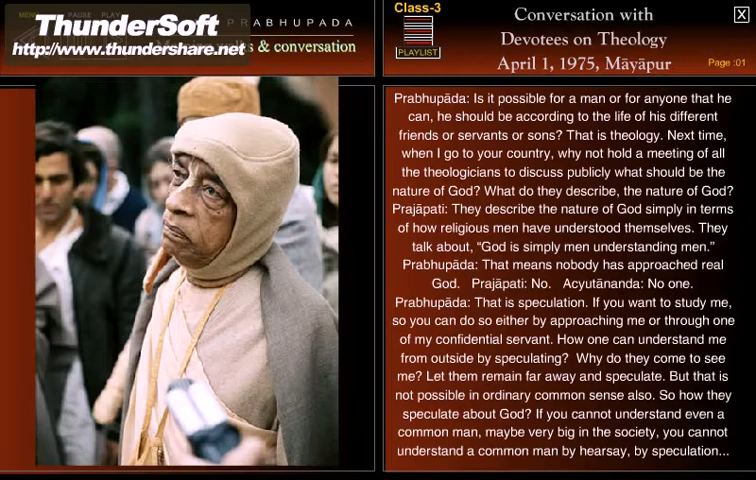 ThunderSoft
http://www.thundershare.net
PRABHUPADA
& conversation
Class-3
PLAYLIST
Conversation with
Devotees on Theology
April 1, 1975, Māyāpur
Page :01
X
Prabhupāda: Is it possible for a man or for anyone that he
can, he should be according to the life of his different
friends or servants or sons? That is theology. Next time,
when I go to your country, why not hold a meeting of all
the theologicians to discuss publicly what should be the
nature of God? What do they describe, the nature of God?
Prajāpati: They describe the nature of God simply in terms
of how religious men have understood themselves. They
talk about, “God is simply men understanding men.”
Prabhupāda: That means nobody has approached real
God. Prajāpati: No. Acyutānanda: No one.
Prabhupāda: That is speculation. If you want to study me,
so you can do so either by approaching me or through one
of my confidential servant. How one can understand me
from outside by speculating? Why do they come to see
me? Let them remain far away and speculate. But that is
not possible in ordinary common sense also. So how they
speculate about God? If you cannot understand even a
common man, maybe very big in the society, you cannot
understand a common man by hearsay, by speculation...